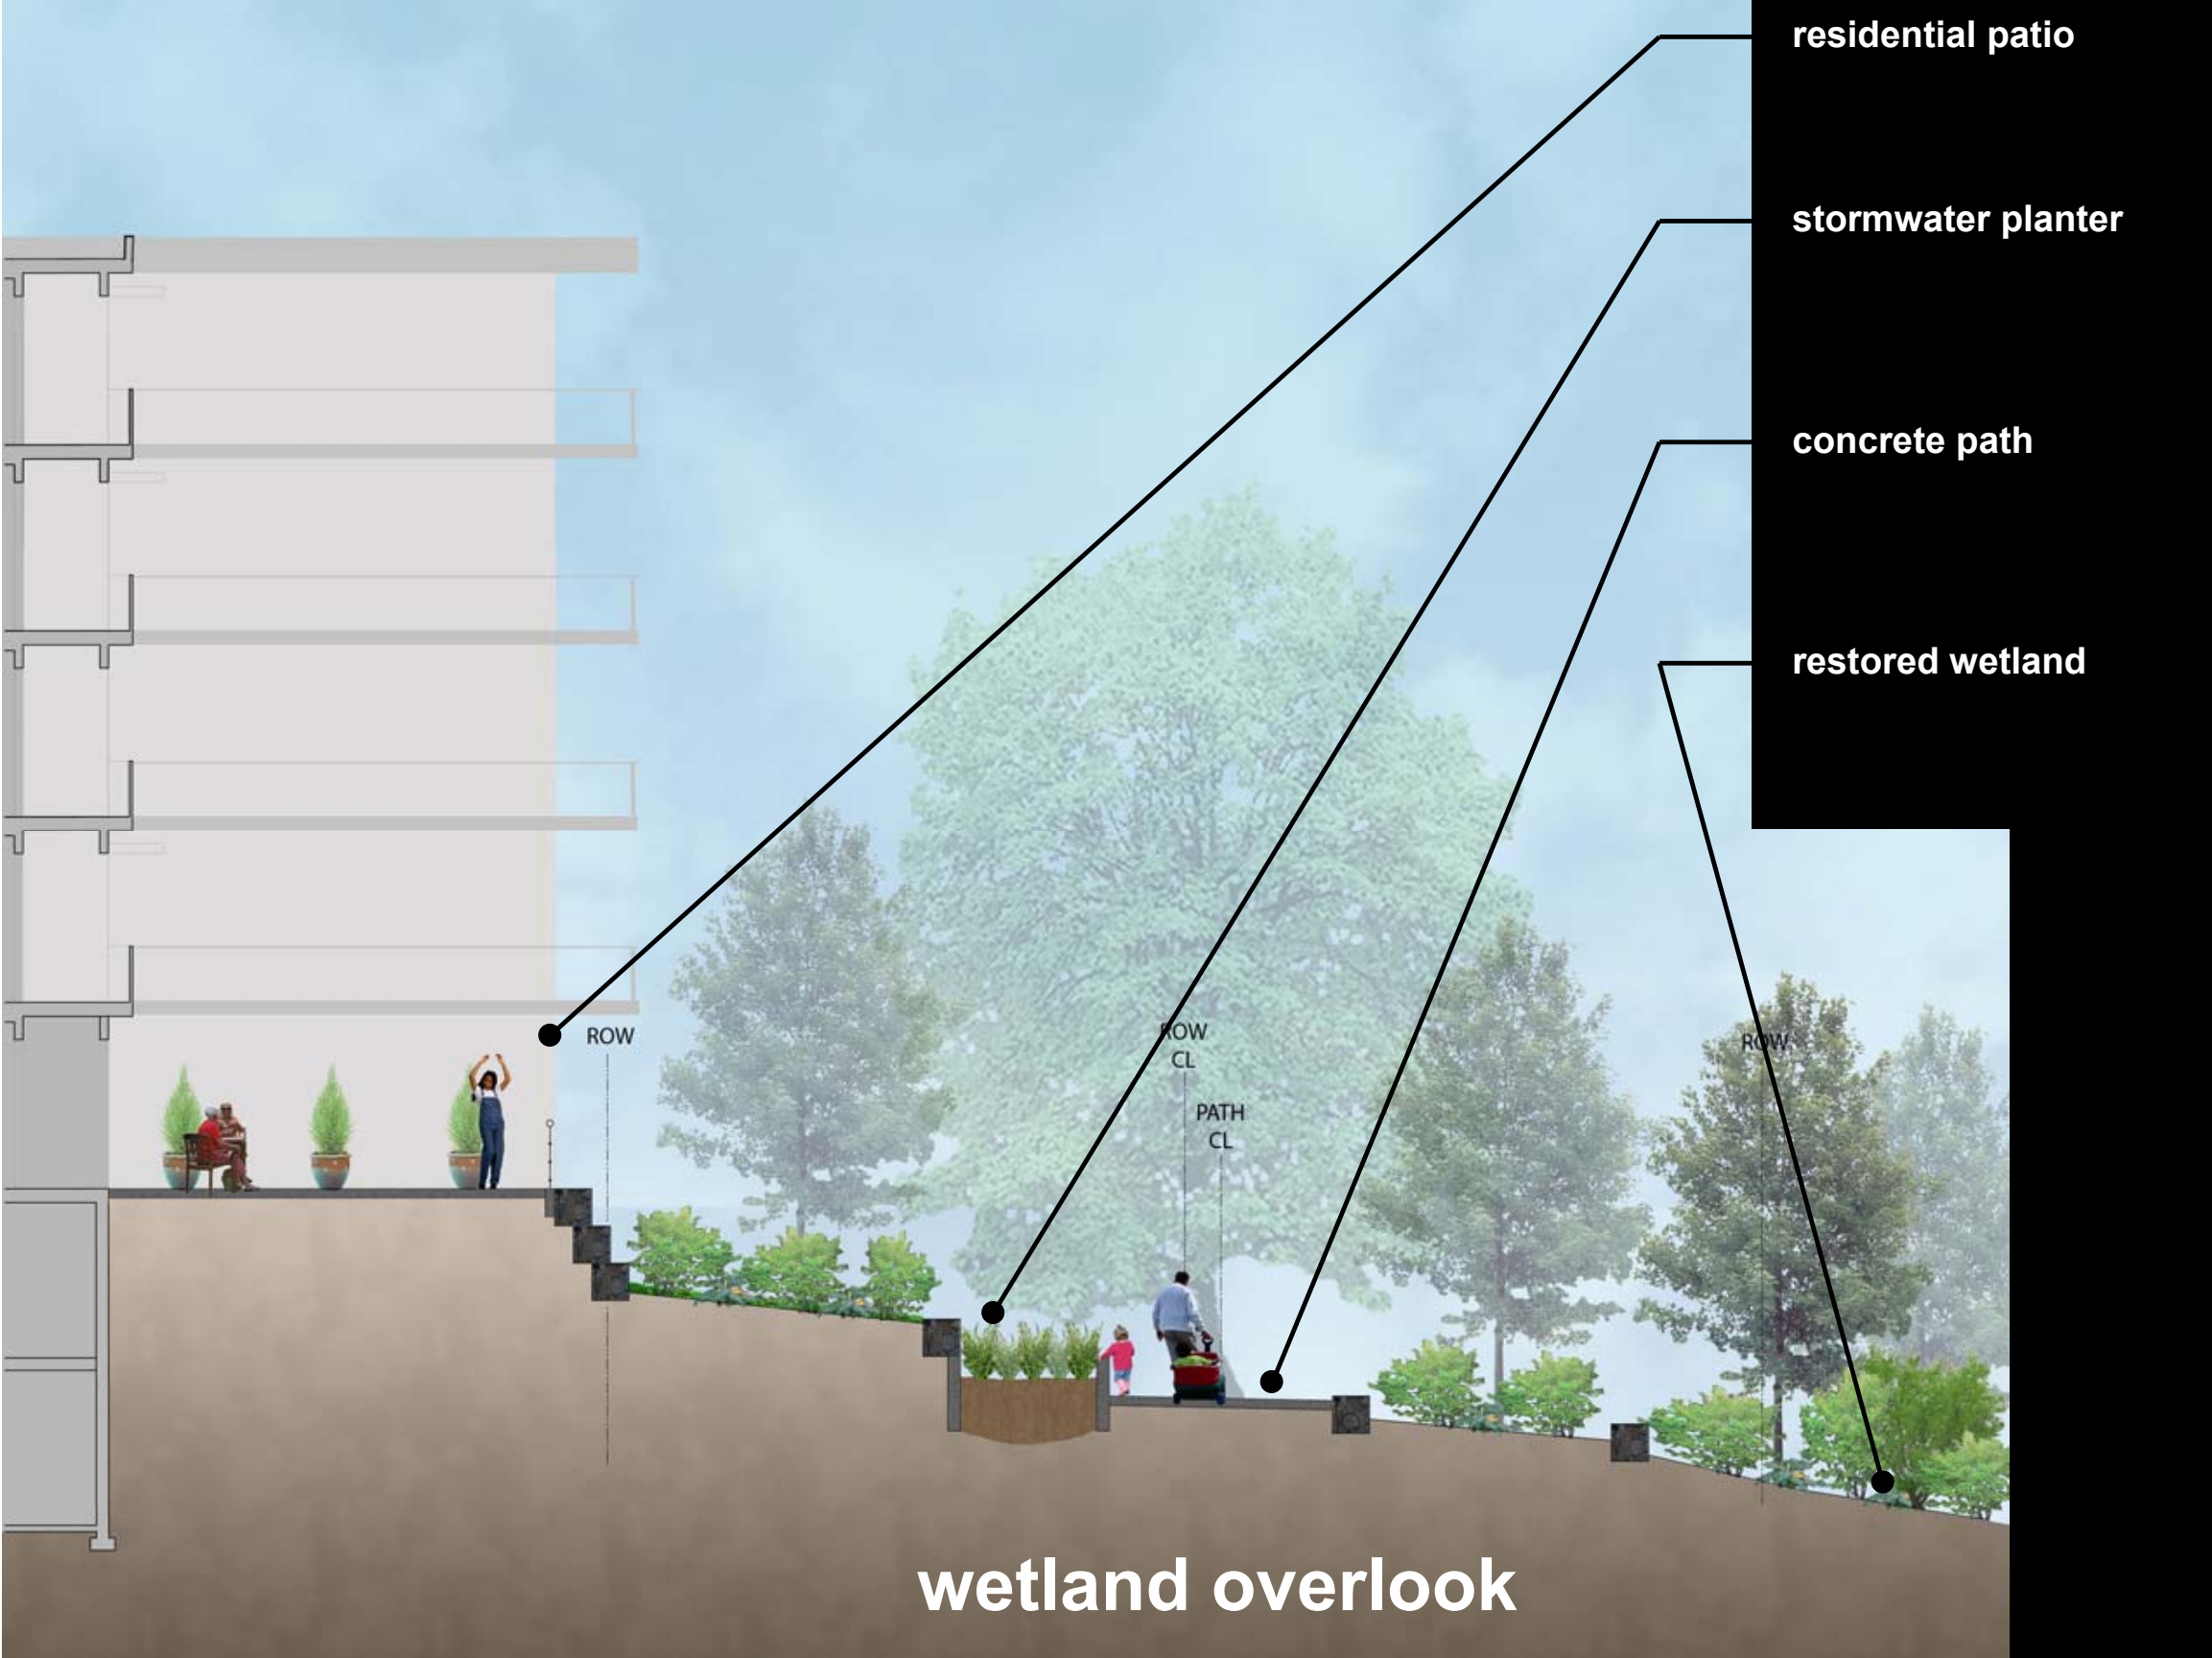 residential patio
stormwater planter
concrete path
restored wetland
ROW
ROW
CL
ROW
PATH
CL
wetland overlook